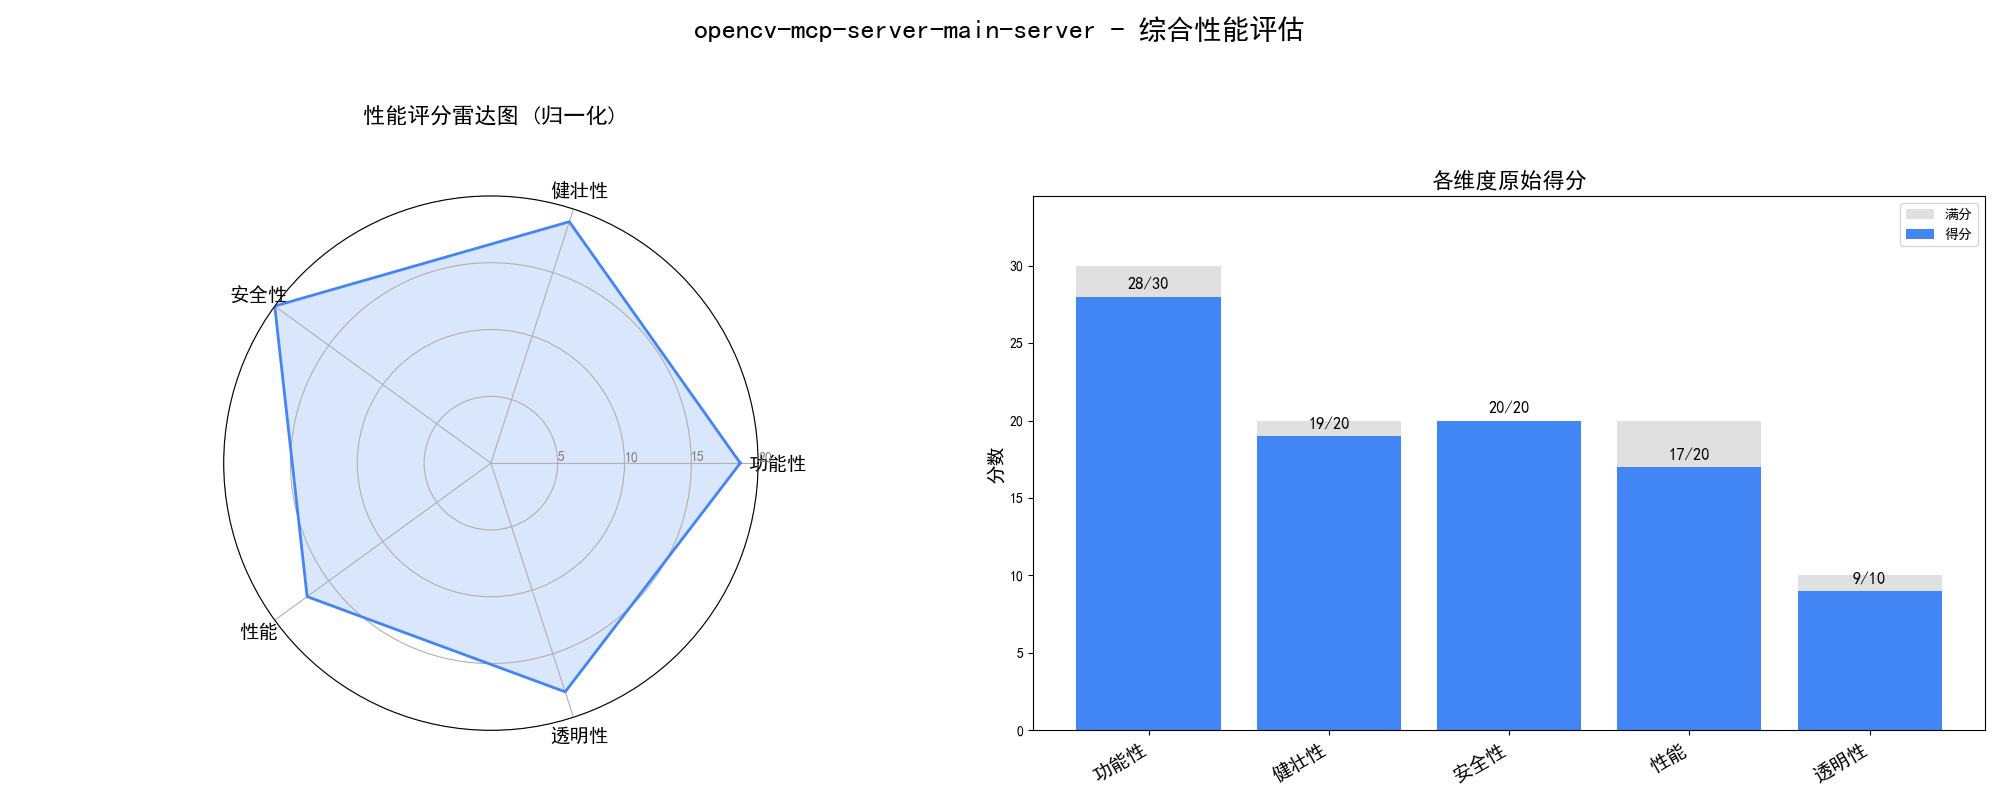 opencv-mcp-server-main-server - 综合性能评估
性能评分雷达图 (归一化)
健壮性
安全性
功能性
性能
透明性
5
10
15
20
各维度原始得分
满分
得分
分数
30
25
20
15
10
5
0
28/30
19/20
20/20
17/20
9/10
功能性
健壮性
安全性
性能
透明性